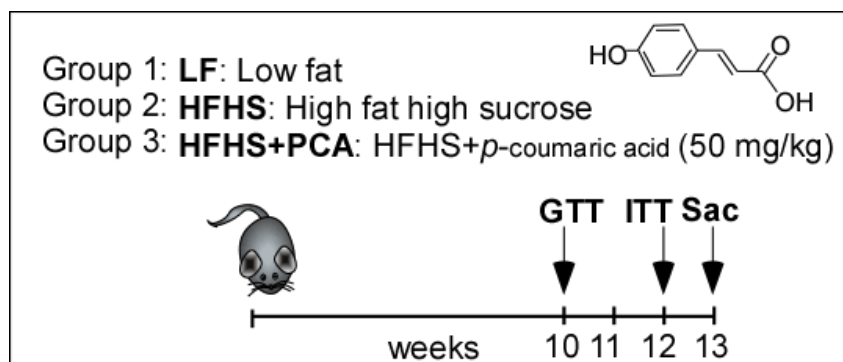 Group 1: LF: Low fat
Group 2: HFHS: High fat high sucrose
Group 3: HFHS+PCA: HFHS+p-coumaric acid (50 mg/kg)
HO
O
OH
GTT ITT Sac
weeks 10 11 12 13